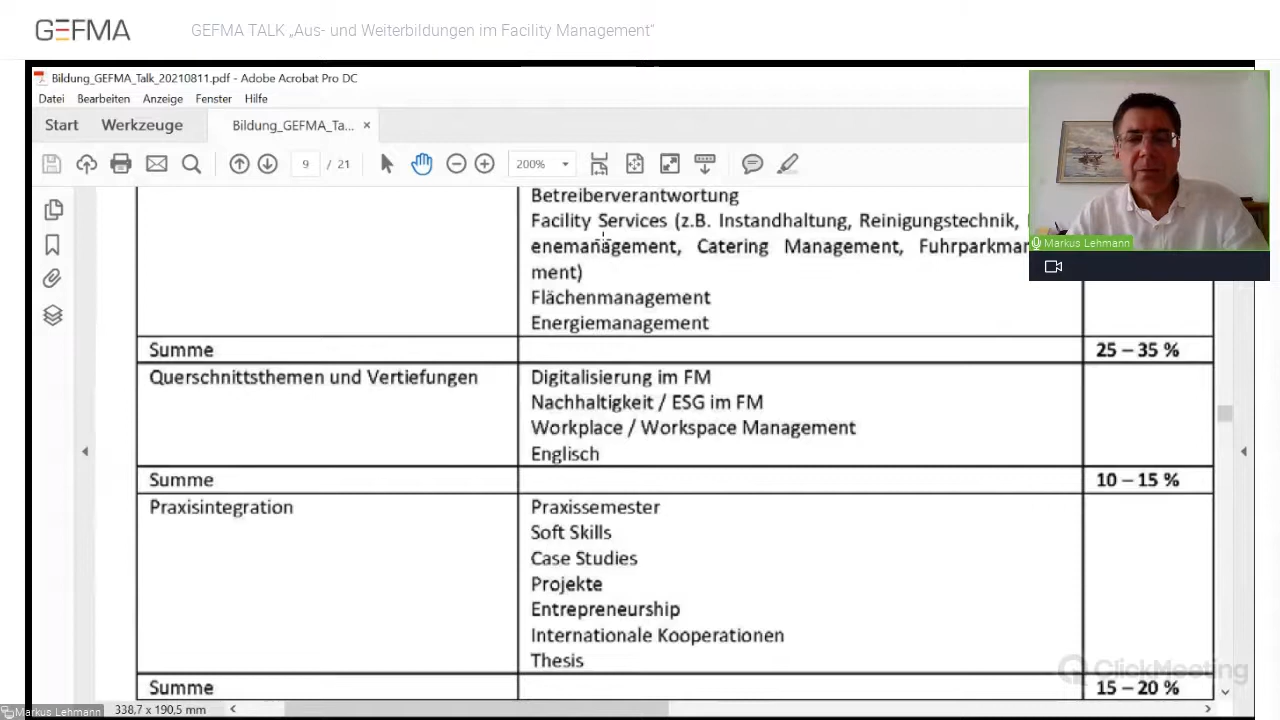 GEFMA
GEFMA TALK „Aus- und Weiterbildungen im Facility Management“
Bildung_GEFMA_Talk_20210811.pdf - Adobe Acrobat Pro DC
Datei Bearbeiten Anzeige Fenster Hilfe
Start Werkzeuge Bildung_GEFMA_Ta... ×
9 / 21 200%
Betreiberverantwortung
Facility Services (z.B. Instandhaltung, Reinigungstechnik,
enemanagement, Catering Management, Fuhrparkman
ment)
Flächenmanagement
Energiemanagement
Summe 25 – 35 %
Querschnittsthemen und Vertiefungen Digitalisierung im FM
Nachhaltigkeit / ESG im FM
Workplace / Workspace Management
Englisch
Summe 10 – 15 %
Praxisintegration Praxissemester
Soft Skills
Case Studies
Projekte
Entrepreneurship
Internationale Kooperationen
Thesis
Summe 15 – 20 %
338,7 x 190,5 mm
Markus Lehmann
Markus Lehmann
ClickMeeting